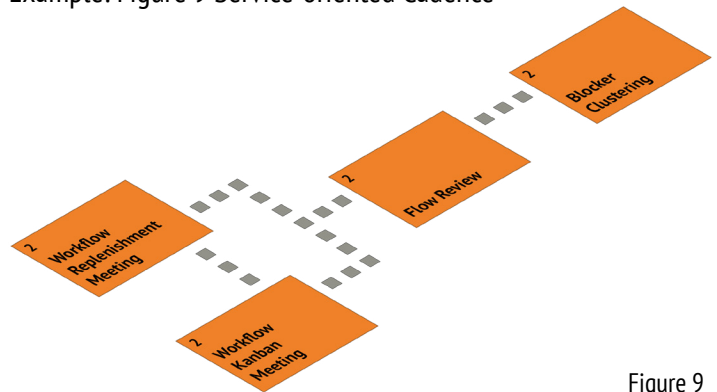 Example: Figure 9 Service-oriented Cadence
2
Blocker
Clustering
2
Flow Review
2
Workflow
Replenishment
Meeting
2
Workflow
Kanban
Meeting
Figure 9